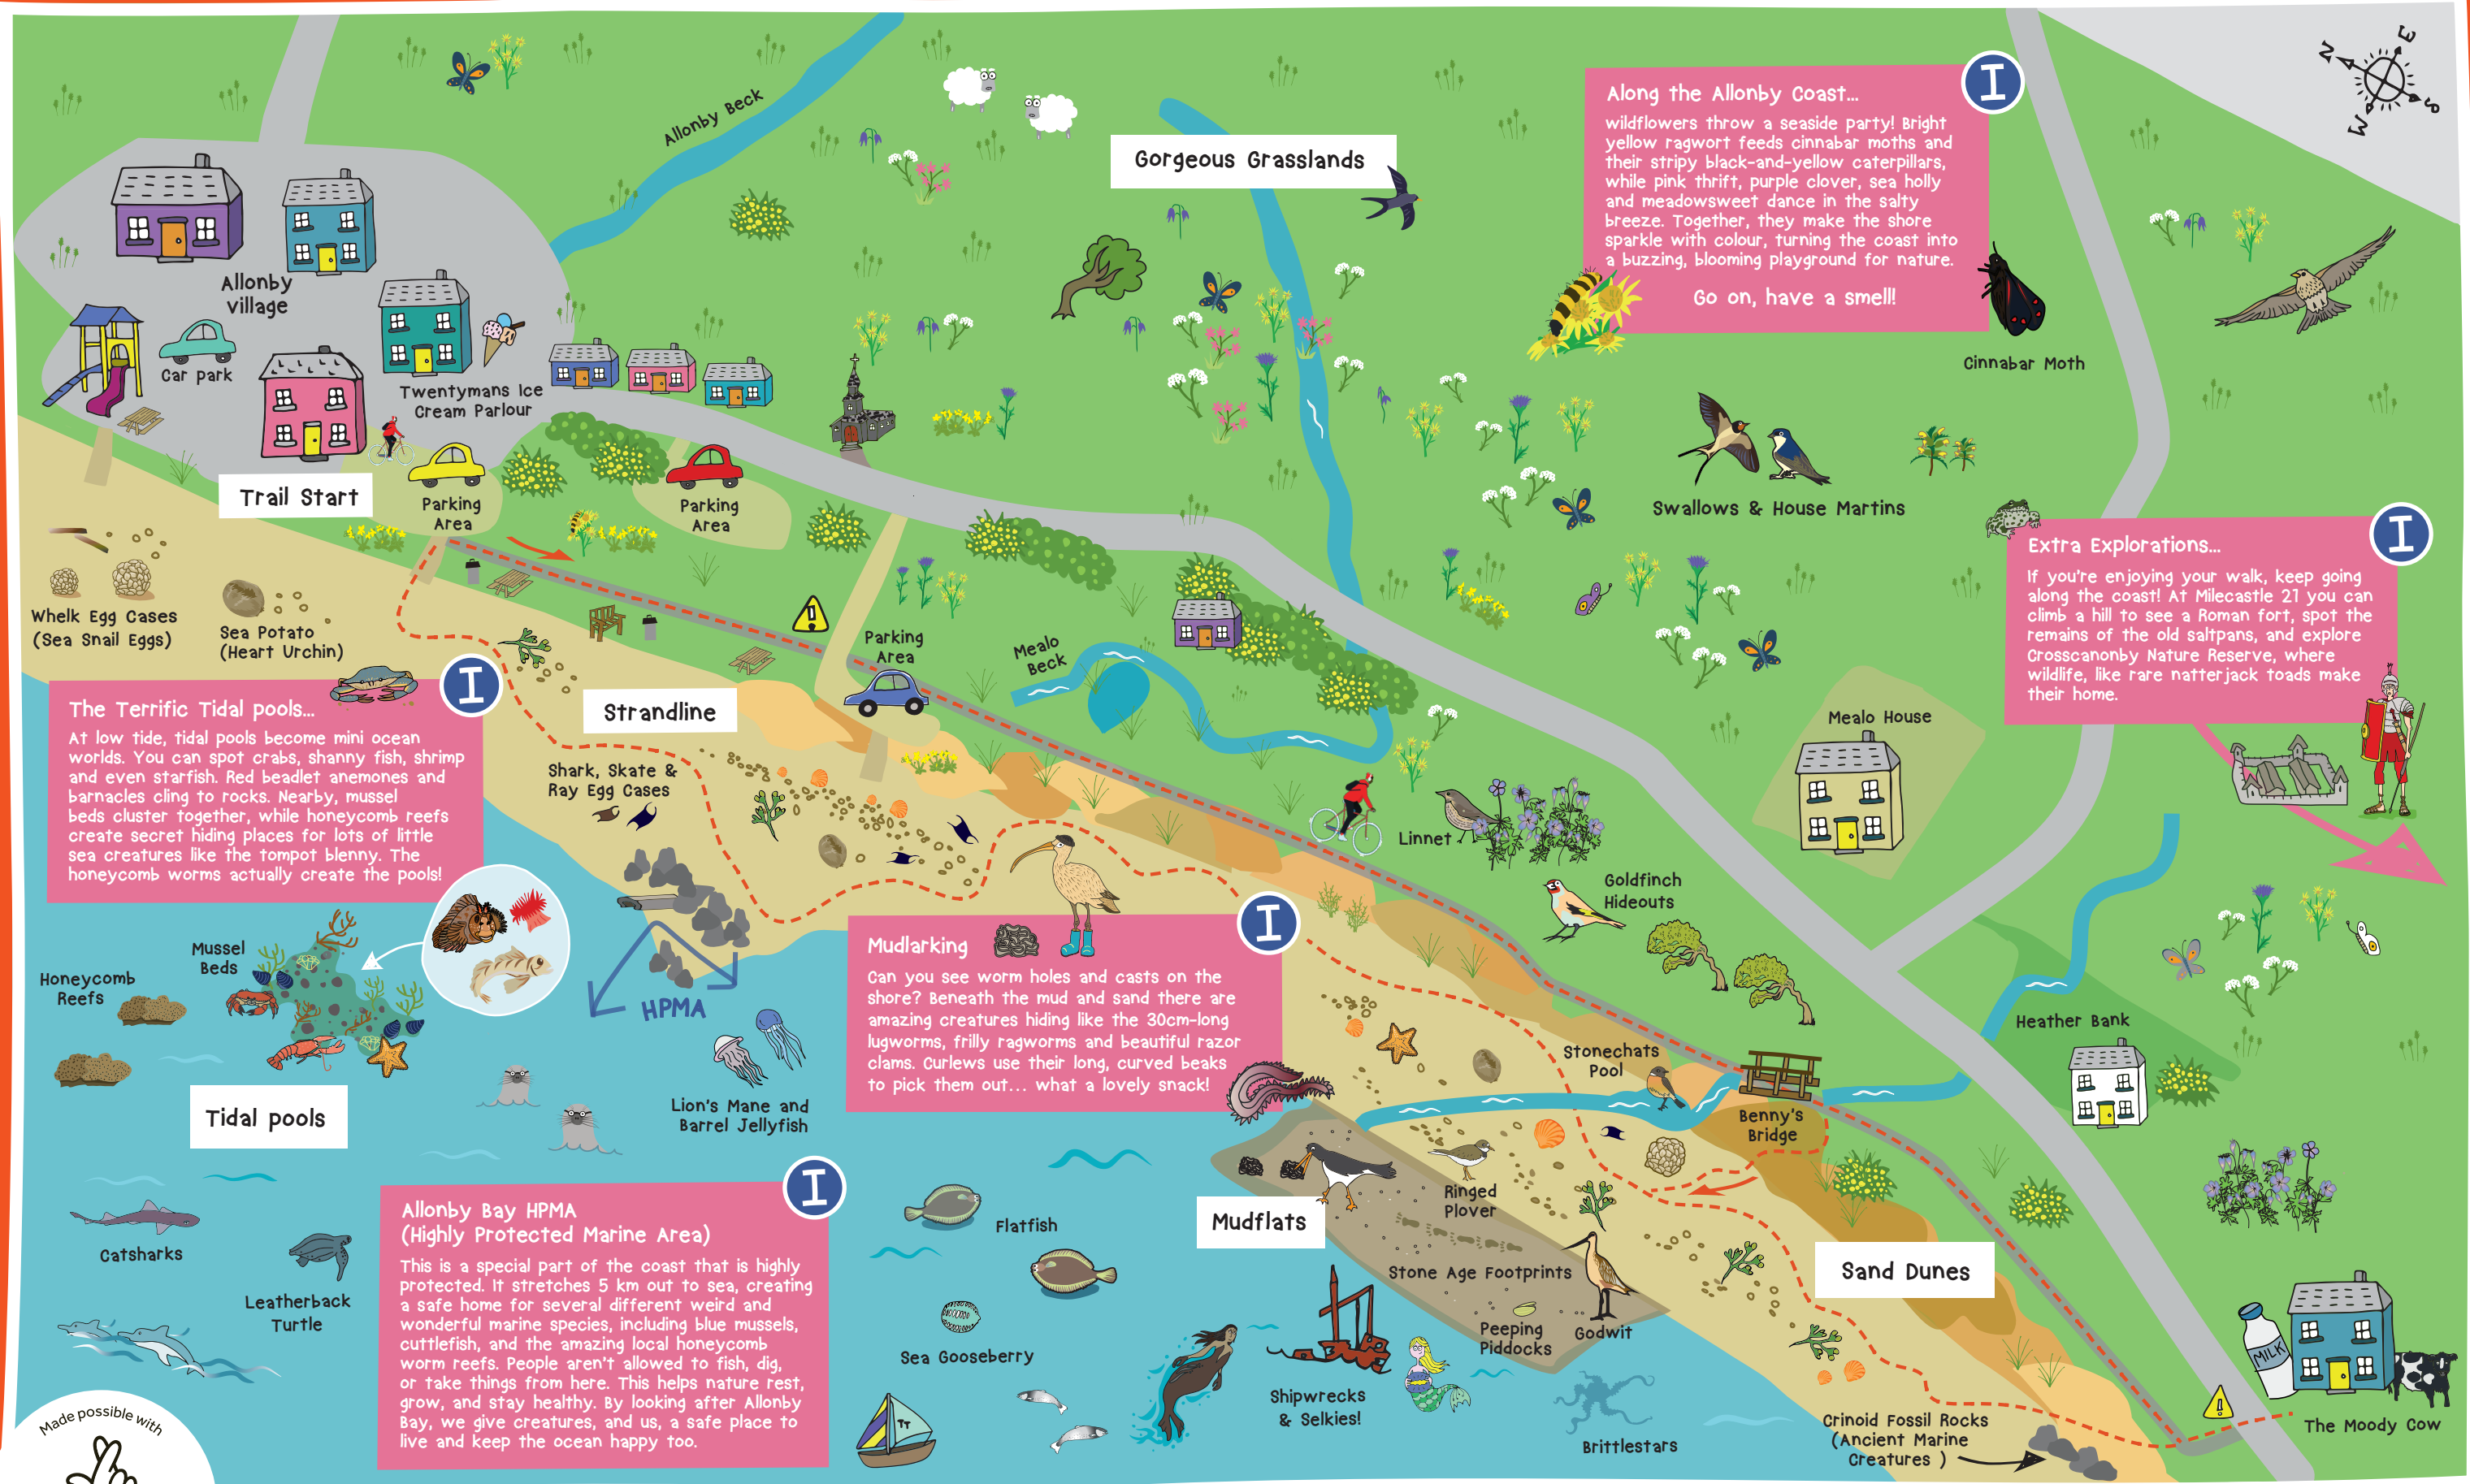 Allonby Beck
N
E
S
W
Along the Allonby Coast...
wildflowers throw a seaside party! Bright
yellow ragwort feeds cinnabar moths and
their stripy black-and-yellow caterpillars,
while pink thrift, purple clover, sea holly
and meadowsweet dance in the salty
breeze. Together, they make the shore
sparkle with colour, turning the coast into
a buzzing, blooming playground for nature.
Go on, have a smell!
I
Gorgeous Grasslands
Allonby
village
Car park
Twentymans Ice
Cream Parlour
Cinnabar Moth
Trail Start
Parking
Area
Parking
Area
Swallows & House Martins
I
Extra Explorations...
If you're enjoying your walk, keep going
along the coast! At Milecastle 21 you can
climb a hill to see a Roman fort, spot the
remains of the old saltpans, and explore
Crosscanonby Nature Reserve, where
wildlife, like rare natterjack toads make
their home.
Whelk Egg Cases
(Sea Snail Eggs)
Sea Potato
(Heart Urchin)
!
Parking
Area
Mealo
Beck
I
The Terrific Tidal pools...
At low tide, tidal pools become mini ocean
worlds. You can spot crabs, shanny fish, shrimp
and even starfish. Red beadlet anemones and
barnacles cling to rocks. Nearby, mussel
beds cluster together, while honeycomb reefs
create secret hiding places for lots of little
sea creatures like the tompot blenny. The
honeycomb worms actually create the pools!
Strandline
Mealo House
Shark, Skate &
Ray Egg Cases
Linnet
Goldfinch
Hideouts
I
Mudlarking
Can you see worm holes and casts on the
shore? Beneath the mud and sand there are
amazing creatures hiding like the 30cm-long
lugworms, frilly ragworms and beautiful razor
clams. Curlews use their long, curved beaks
to pick them out... what a lovely snack!
Mussel
Beds
Honeycomb
Reefs
HPMA
Heather Bank
Stonechats
Pool
Benny's
Bridge
Tidal pools
Lion's Mane and
Barrel Jellyfish
I
Allonby Bay HPMA
(Highly Protected Marine Area)
This is a special part of the coast that is highly
protected. It stretches 5 km out to sea, creating
a safe home for several different weird and
wonderful marine species, including blue mussels,
cuttlefish, and the amazing local honeycomb
worm reefs. People aren't allowed to fish, dig,
or take things from here. This helps nature rest,
grow, and stay healthy. By looking after Allonby
Bay, we give creatures, and us, a safe place to
live and keep the ocean happy too.
Ringed
Plover
Mudflats
Flatfish
Catsharks
Leatherback
Turtle
Stone Age Footprints
Sand Dunes
Peeping
Piddocks
Godwit
Sea Gooseberry
Shipwrecks
& Selkies!
TT
MILK
!
The Moody Cow
Brittlestars
Crinoid Fossil Rocks
(Ancient Marine
Creatures )
Made possible with